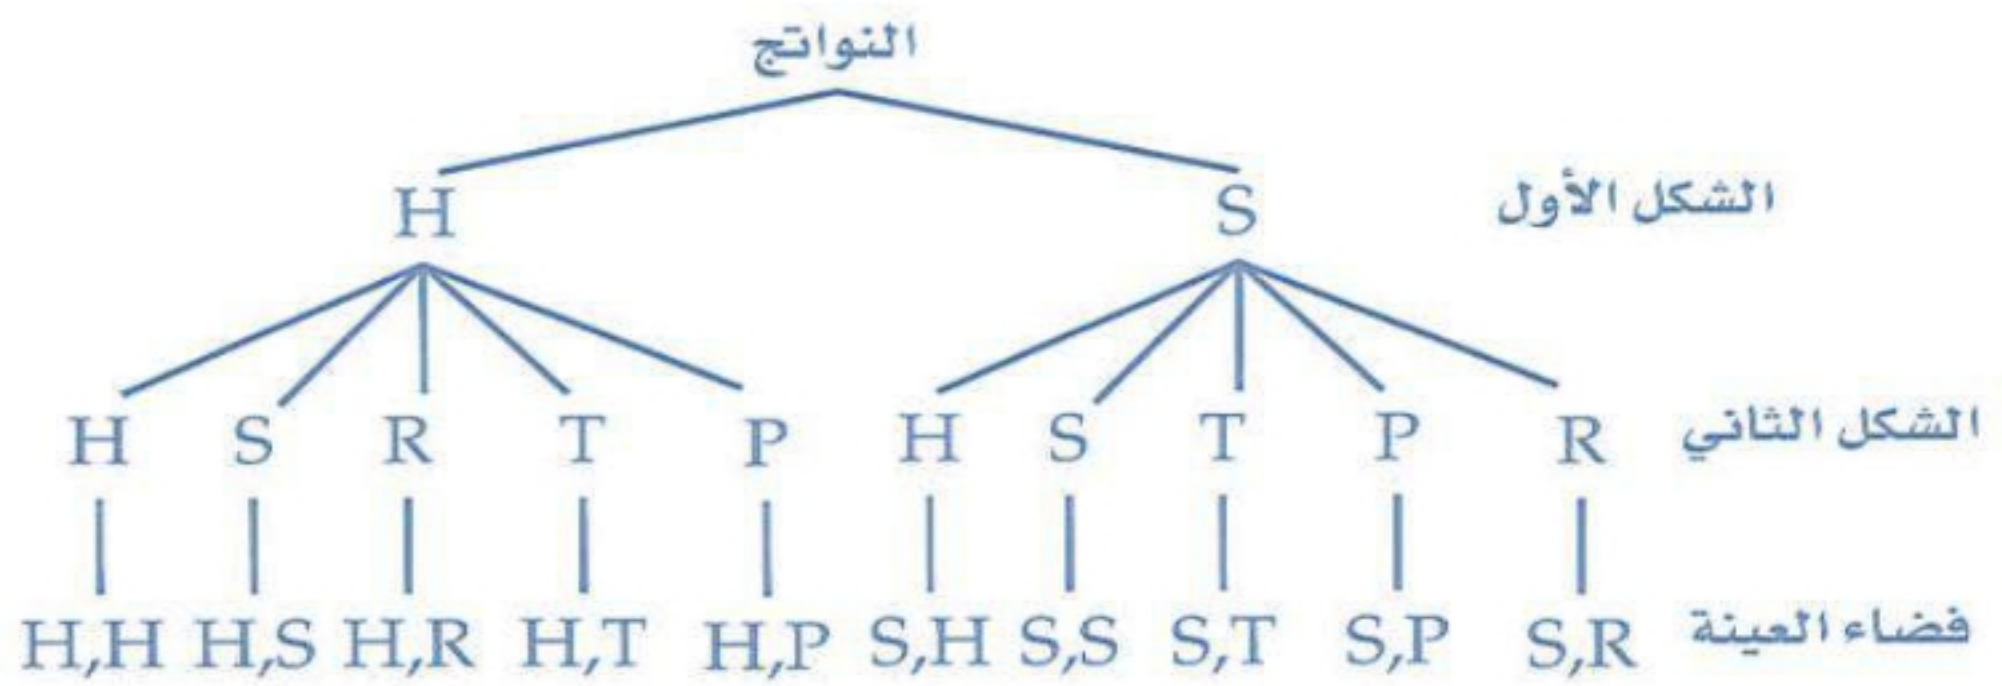 النواتج
H S الشكل الأول
H S R T P H S T P R الشكل الثاني
H,H H,S H,R H,T H,P S,H S,S S,T S,P S,R فضاء العينة